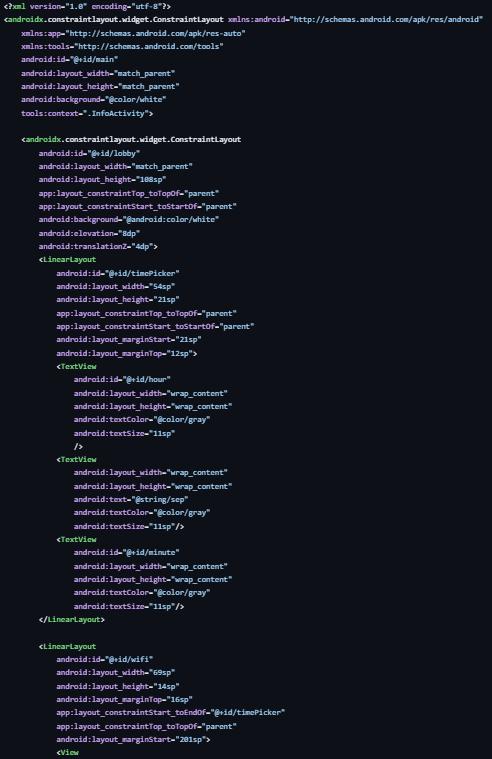 <?xml version="1.0" encoding="utf-8"?>
<androidx.constraintlayout.widget.ConstraintLayout xmlns:android="http://schemas.android.com/apk/res/android"
    xmlns:app="http://schemas.android.com/apk/res-auto"
    xmlns:tools="http://schemas.android.com/tools"
    android:id="@+id/main"
    android:layout_width="match_parent"
    android:layout_height="match_parent"
    android:background="@color/white"
    tools:context=".InfoActivity">

    <androidx.constraintlayout.widget.ConstraintLayout
        android:id="@+id/lobby"
        android:layout_width="match_parent"
        android:layout_height="108sp"
        app:layout_constraintTop_toTopOf="parent"
        app:layout_constraintStart_toStartOf="parent"
        android:background="@android:color/white"
        android:elevation="8dp"
        android:translationZ="4dp">
        <LinearLayout
            android:id="@+id/timePicker"
            android:layout_width="54sp"
            android:layout_height="21sp"
            app:layout_constraintTop_toTopOf="parent"
            app:layout_constraintStart_toStartOf="parent"
            android:layout_marginStart="21sp"
            android:layout_marginTop="12sp">
            <TextView
                android:id="@+id/hour"
                android:layout_width="wrap_content"
                android:layout_height="wrap_content"
                android:textColor="@color/gray"
                android:textSize="11sp"
                />
            <TextView
                android:layout_width="wrap_content"
                android:layout_height="wrap_content"
                android:text="@string/sep"
                android:textColor="@color/gray"
                android:textSize="11sp"/>
            <TextView
                android:id="@+id/minute"
                android:layout_width="wrap_content"
                android:layout_height="wrap_content"
                android:textColor="@color/gray"
                android:textSize="11sp"/>
        </LinearLayout>

        <LinearLayout
            android:id="@+id/wifi"
            android:layout_width="69sp"
            android:layout_height="14sp"
            android:layout_marginTop="16sp"
            app:layout_constraintStart_toEndOf="@+id/timePicker"
            app:layout_constraintTop_toTopOf="parent"
            android:layout_marginStart="201sp">
            <View